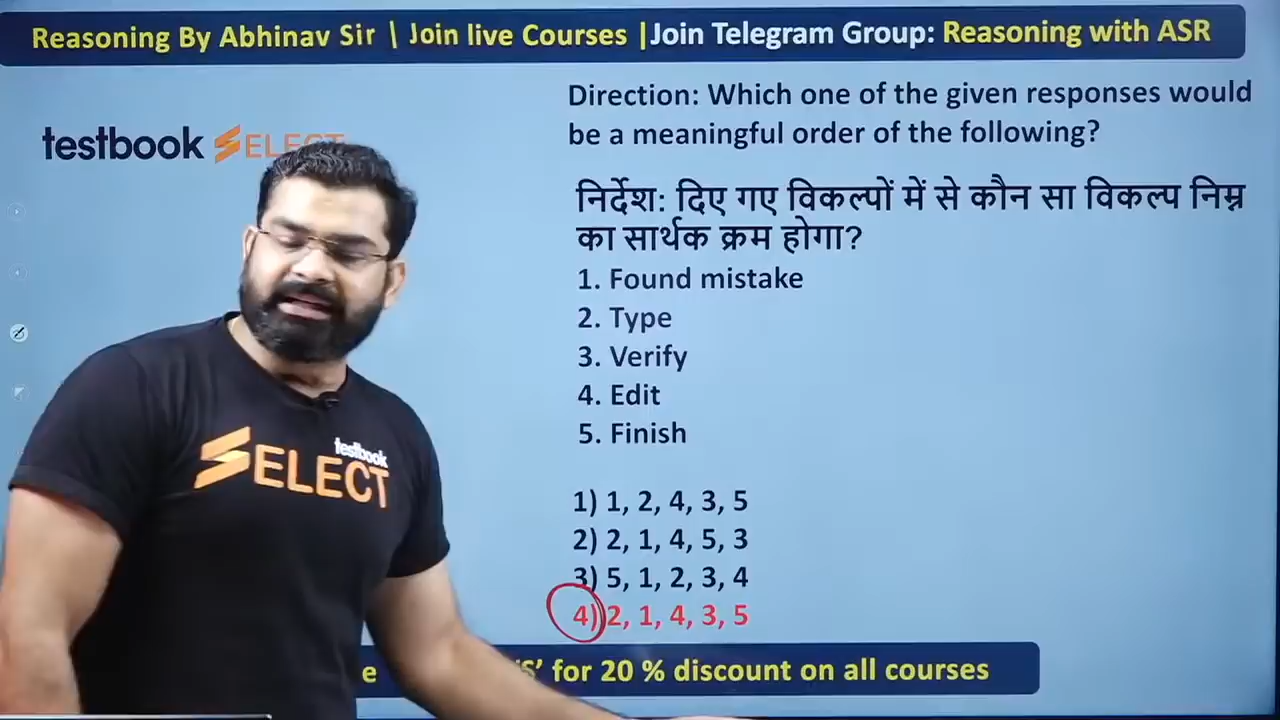 Reasoning By Abhinav Sir \ Join live Courses |Join Telegram Group: Reasoning with ASR
Direction: Which one of the given responses would
be a meaningful order of the following?
testbook SELECT
निर्देश: दिए गए विकल्पों में से कौन सा विकल्प निम्न
का सार्थक क्रम होगा?
1. Found mistake
2. Type
3. Verify
4. Edit
5. Finish
testbook
SELECT
1) 1, 2, 4, 3, 5
2) 2, 1, 4, 5, 3
3) 5, 1, 2, 3, 4
4) 2, 1, 4, 3, 5
for 20 % discount on all courses